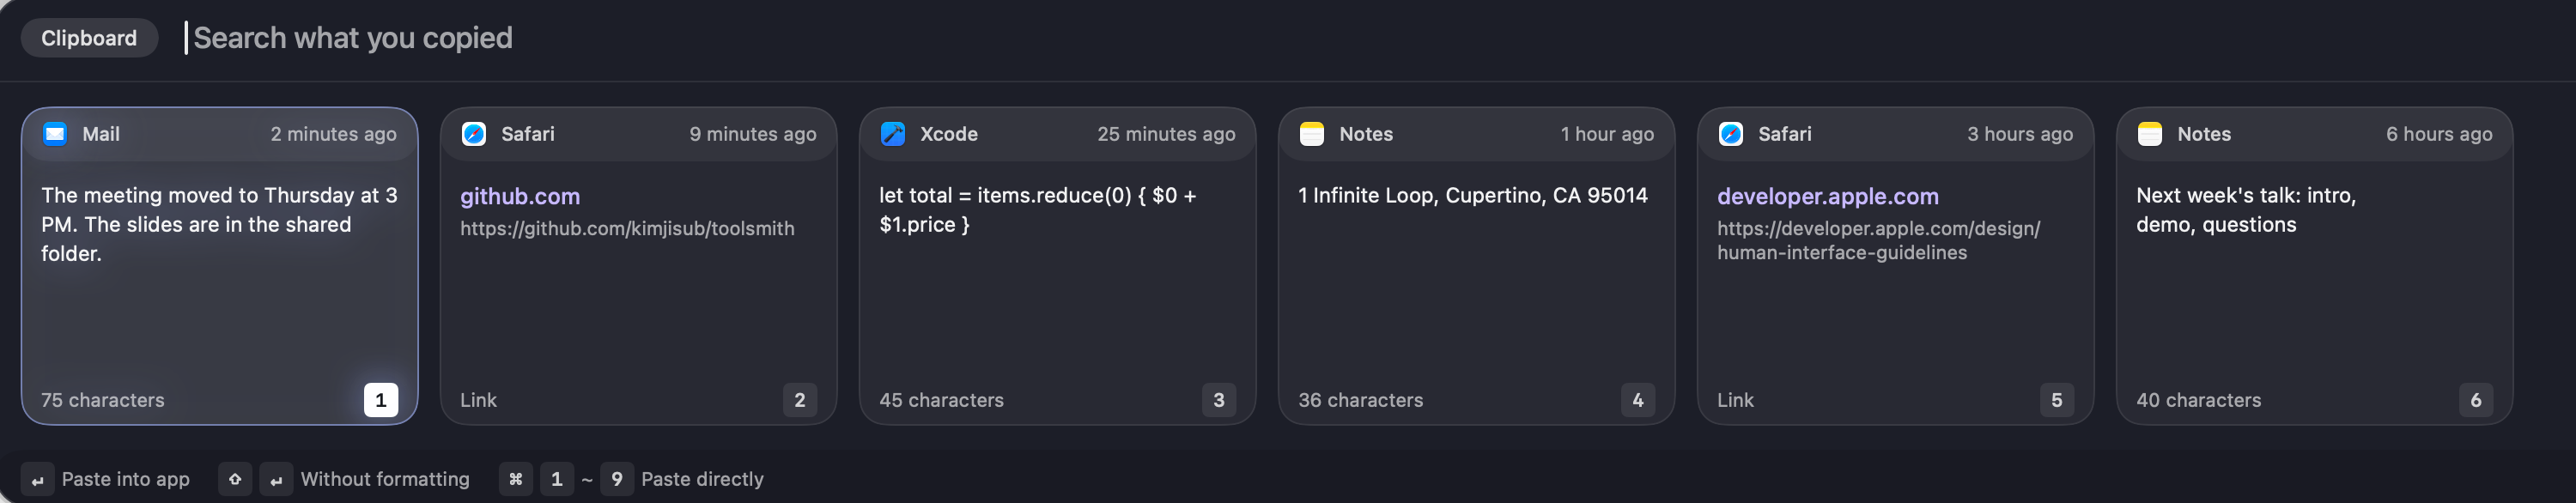 Clipboard Search what you copied
Mail 2 minutes ago
The meeting moved to Thursday at 3
PM. The slides are in the shared
folder.
75 characters 1
Safari 9 minutes ago
github.com
https://github.com/kimjisub/toolsmith
Link 2
Xcode 25 minutes ago
let total = items.reduce(0) { $0 +
$1.price }
45 characters 3
Notes 1 hour ago
1 Infinite Loop, Cupertino, CA 95014
36 characters 4
Safari 3 hours ago
developer.apple.com
https://developer.apple.com/design/
human-interface-guidelines
Link 5
Notes 6 hours ago
Next week's talk: intro,
demo, questions
40 characters 6
↵ Paste into app ⇧ ↵ Without formatting ⌘ 1 ~ 9 Paste directly